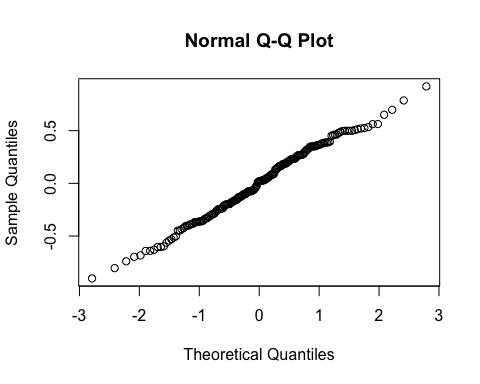 Normal Q-Q Plot
Sample Quantiles
0.5
0.0
-0.5
-3 -2 -1 0 1 2 3
Theoretical Quantiles